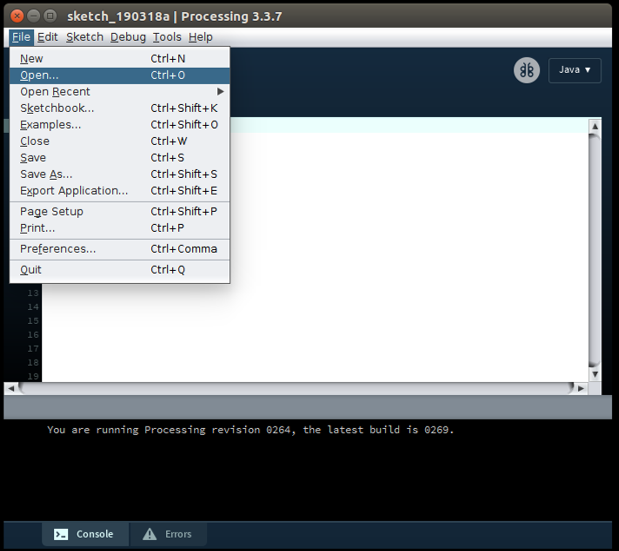 sketch_190318a | Processing 3.3.7
File Edit Sketch Debug Tools Help
New Ctrl+N
Open... Ctrl+O
Java ▾
Open Recent
Sketchbook... Ctrl+Shift+K
Examples... Ctrl+Shift+O
Close Ctrl+W
Save Ctrl+S
Save As... Ctrl+Shift+S
Export Application... Ctrl+Shift+E
Page Setup Ctrl+Shift+P
Print... Ctrl+P
Preferences... Ctrl+Comma
Quit Ctrl+Q
13
14
15
16
17
18
19
You are running Processing revision 0264, the latest build is 0269.
Console Errors